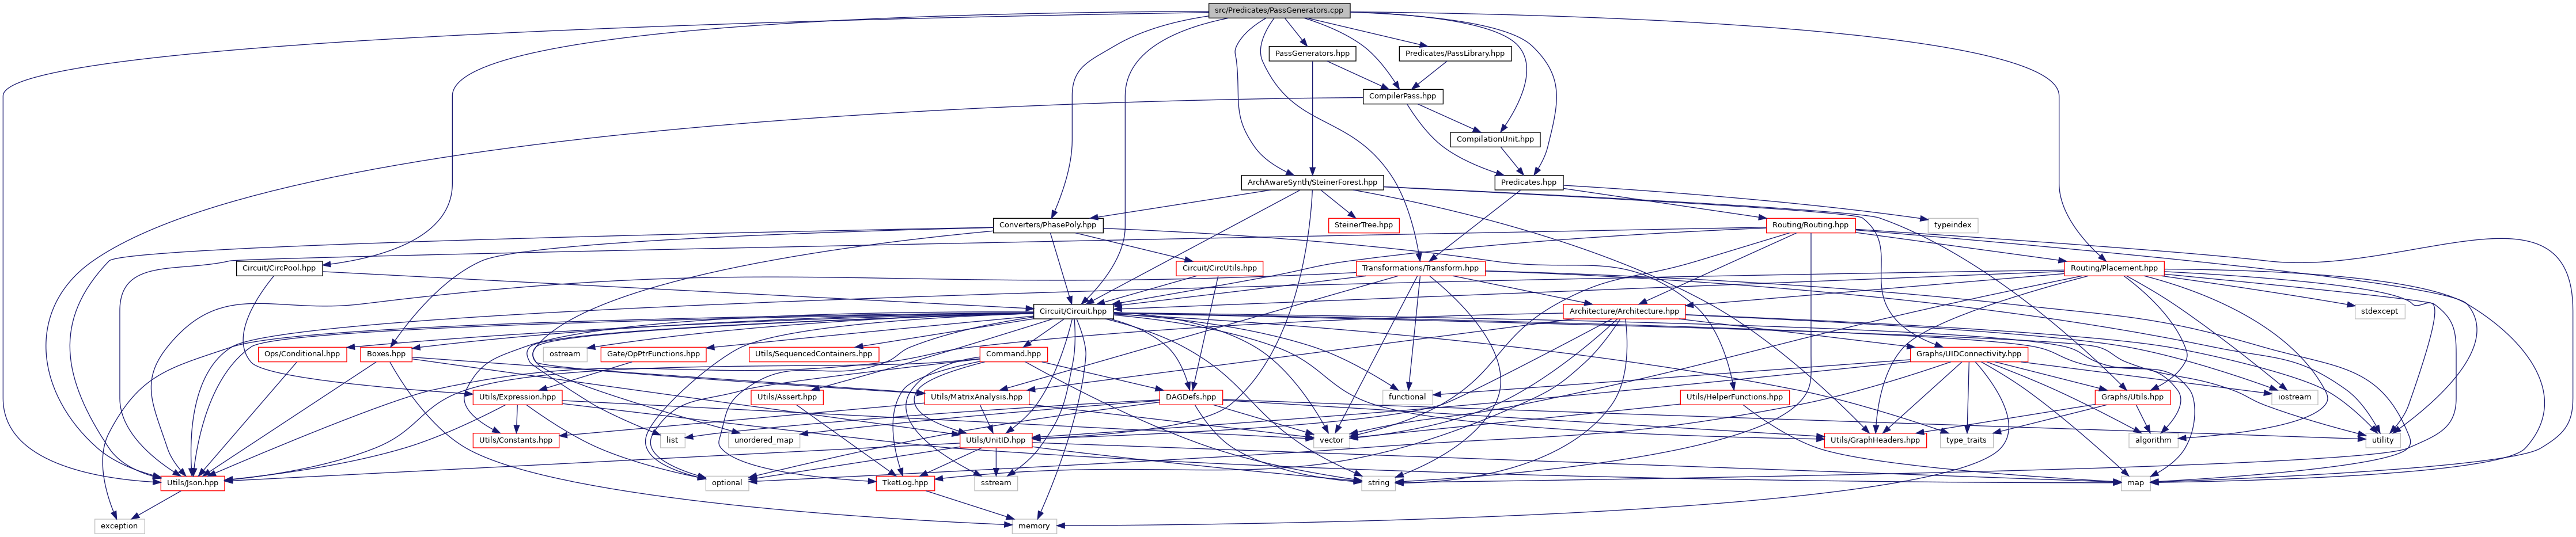 src/Predicates/PassGenerators.cpp
PassGenerators.hpp
Predicates/PassLibrary.hpp
CompilerPass.hpp
CompilationUnit.hpp
ArchAwareSynth/SteinerForest.hpp
Predicates.hpp
Converters/PhasePoly.hpp
SteinerTree.hpp
Routing/Routing.hpp
typeindex
Circuit/CircPool.hpp
Circuit/CircUtils.hpp
Transformations/Transform.hpp
Routing/Placement.hpp
Circuit/Circuit.hpp
Architecture/Architecture.hpp
stdexcept
Ops/Conditional.hpp
Boxes.hpp
ostream
Gate/OpPtrFunctions.hpp
Utils/SequencedContainers.hpp
Command.hpp
Graphs/UIDConnectivity.hpp
Utils/Expression.hpp
Utils/Assert.hpp
Utils/MatrixAnalysis.hpp
DAGDefs.hpp
functional
Utils/HelperFunctions.hpp
Graphs/Utils.hpp
iostream
Utils/Constants.hpp
list
unordered_map
Utils/UnitID.hpp
vector
Utils/GraphHeaders.hpp
type_traits
algorithm
utility
Utils/Json.hpp
optional
TketLog.hpp
sstream
string
map
exception
memory